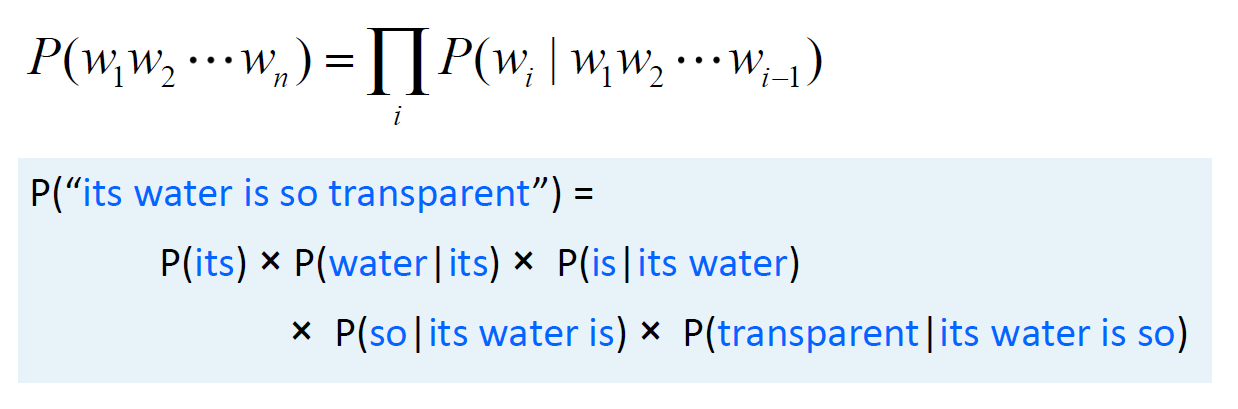 P(w₁w₂ ⋯ wₙ) = ∏ᵢ P(wᵢ | w₁w₂ ⋯ wᵢ₋₁)
P(“its water is so transparent”) =
P(its) × P(water|its) × P(is|its water)
× P(so|its water is) × P(transparent|its water is so)